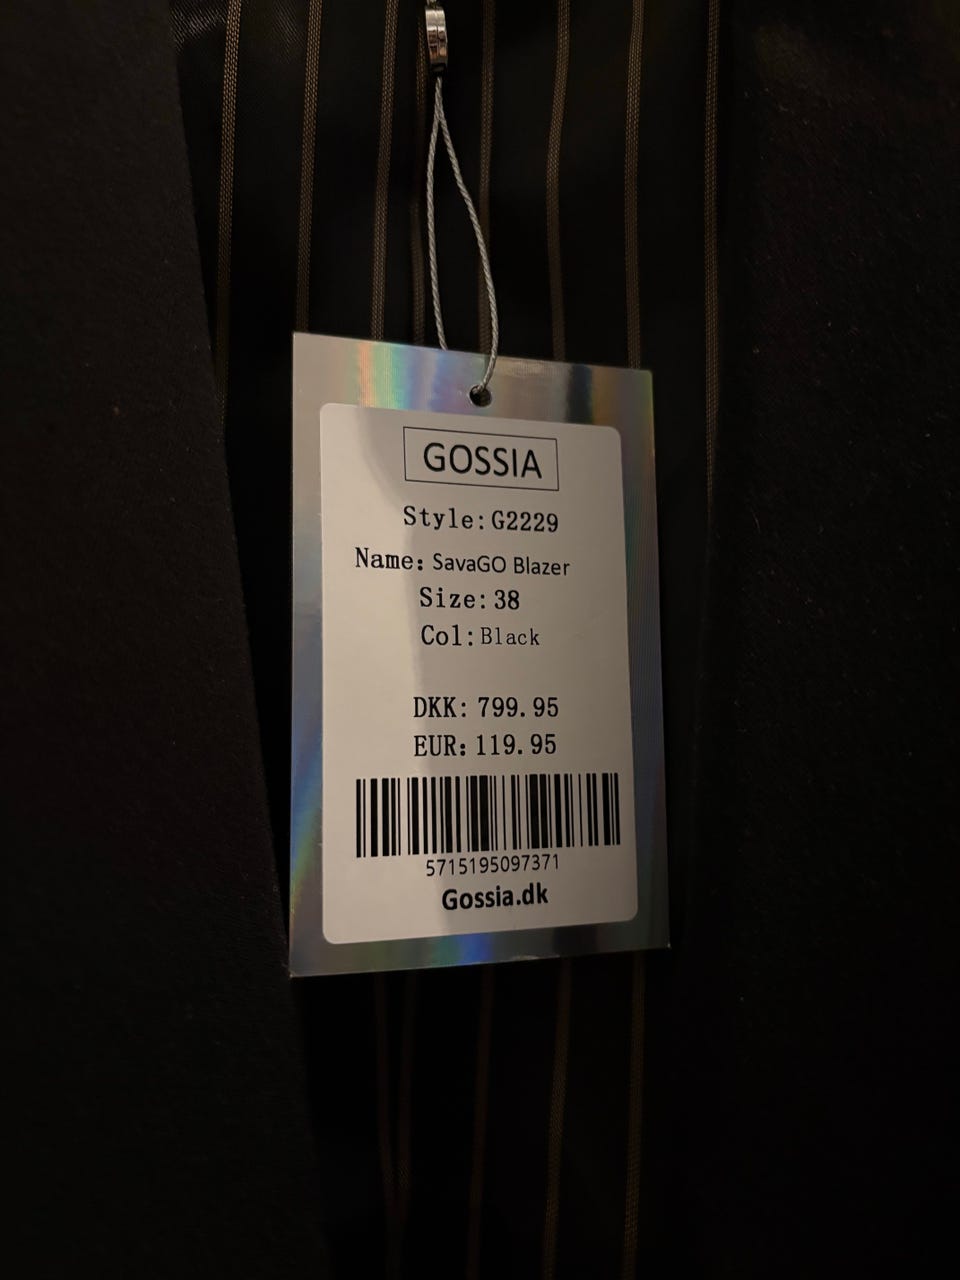 GOSSIA
Style: G2229
Name: SavaGO Blazer
Size: 38
Col: Black
DKK: 799.95
EUR: 119.95
5715195097371
Gossia.dk